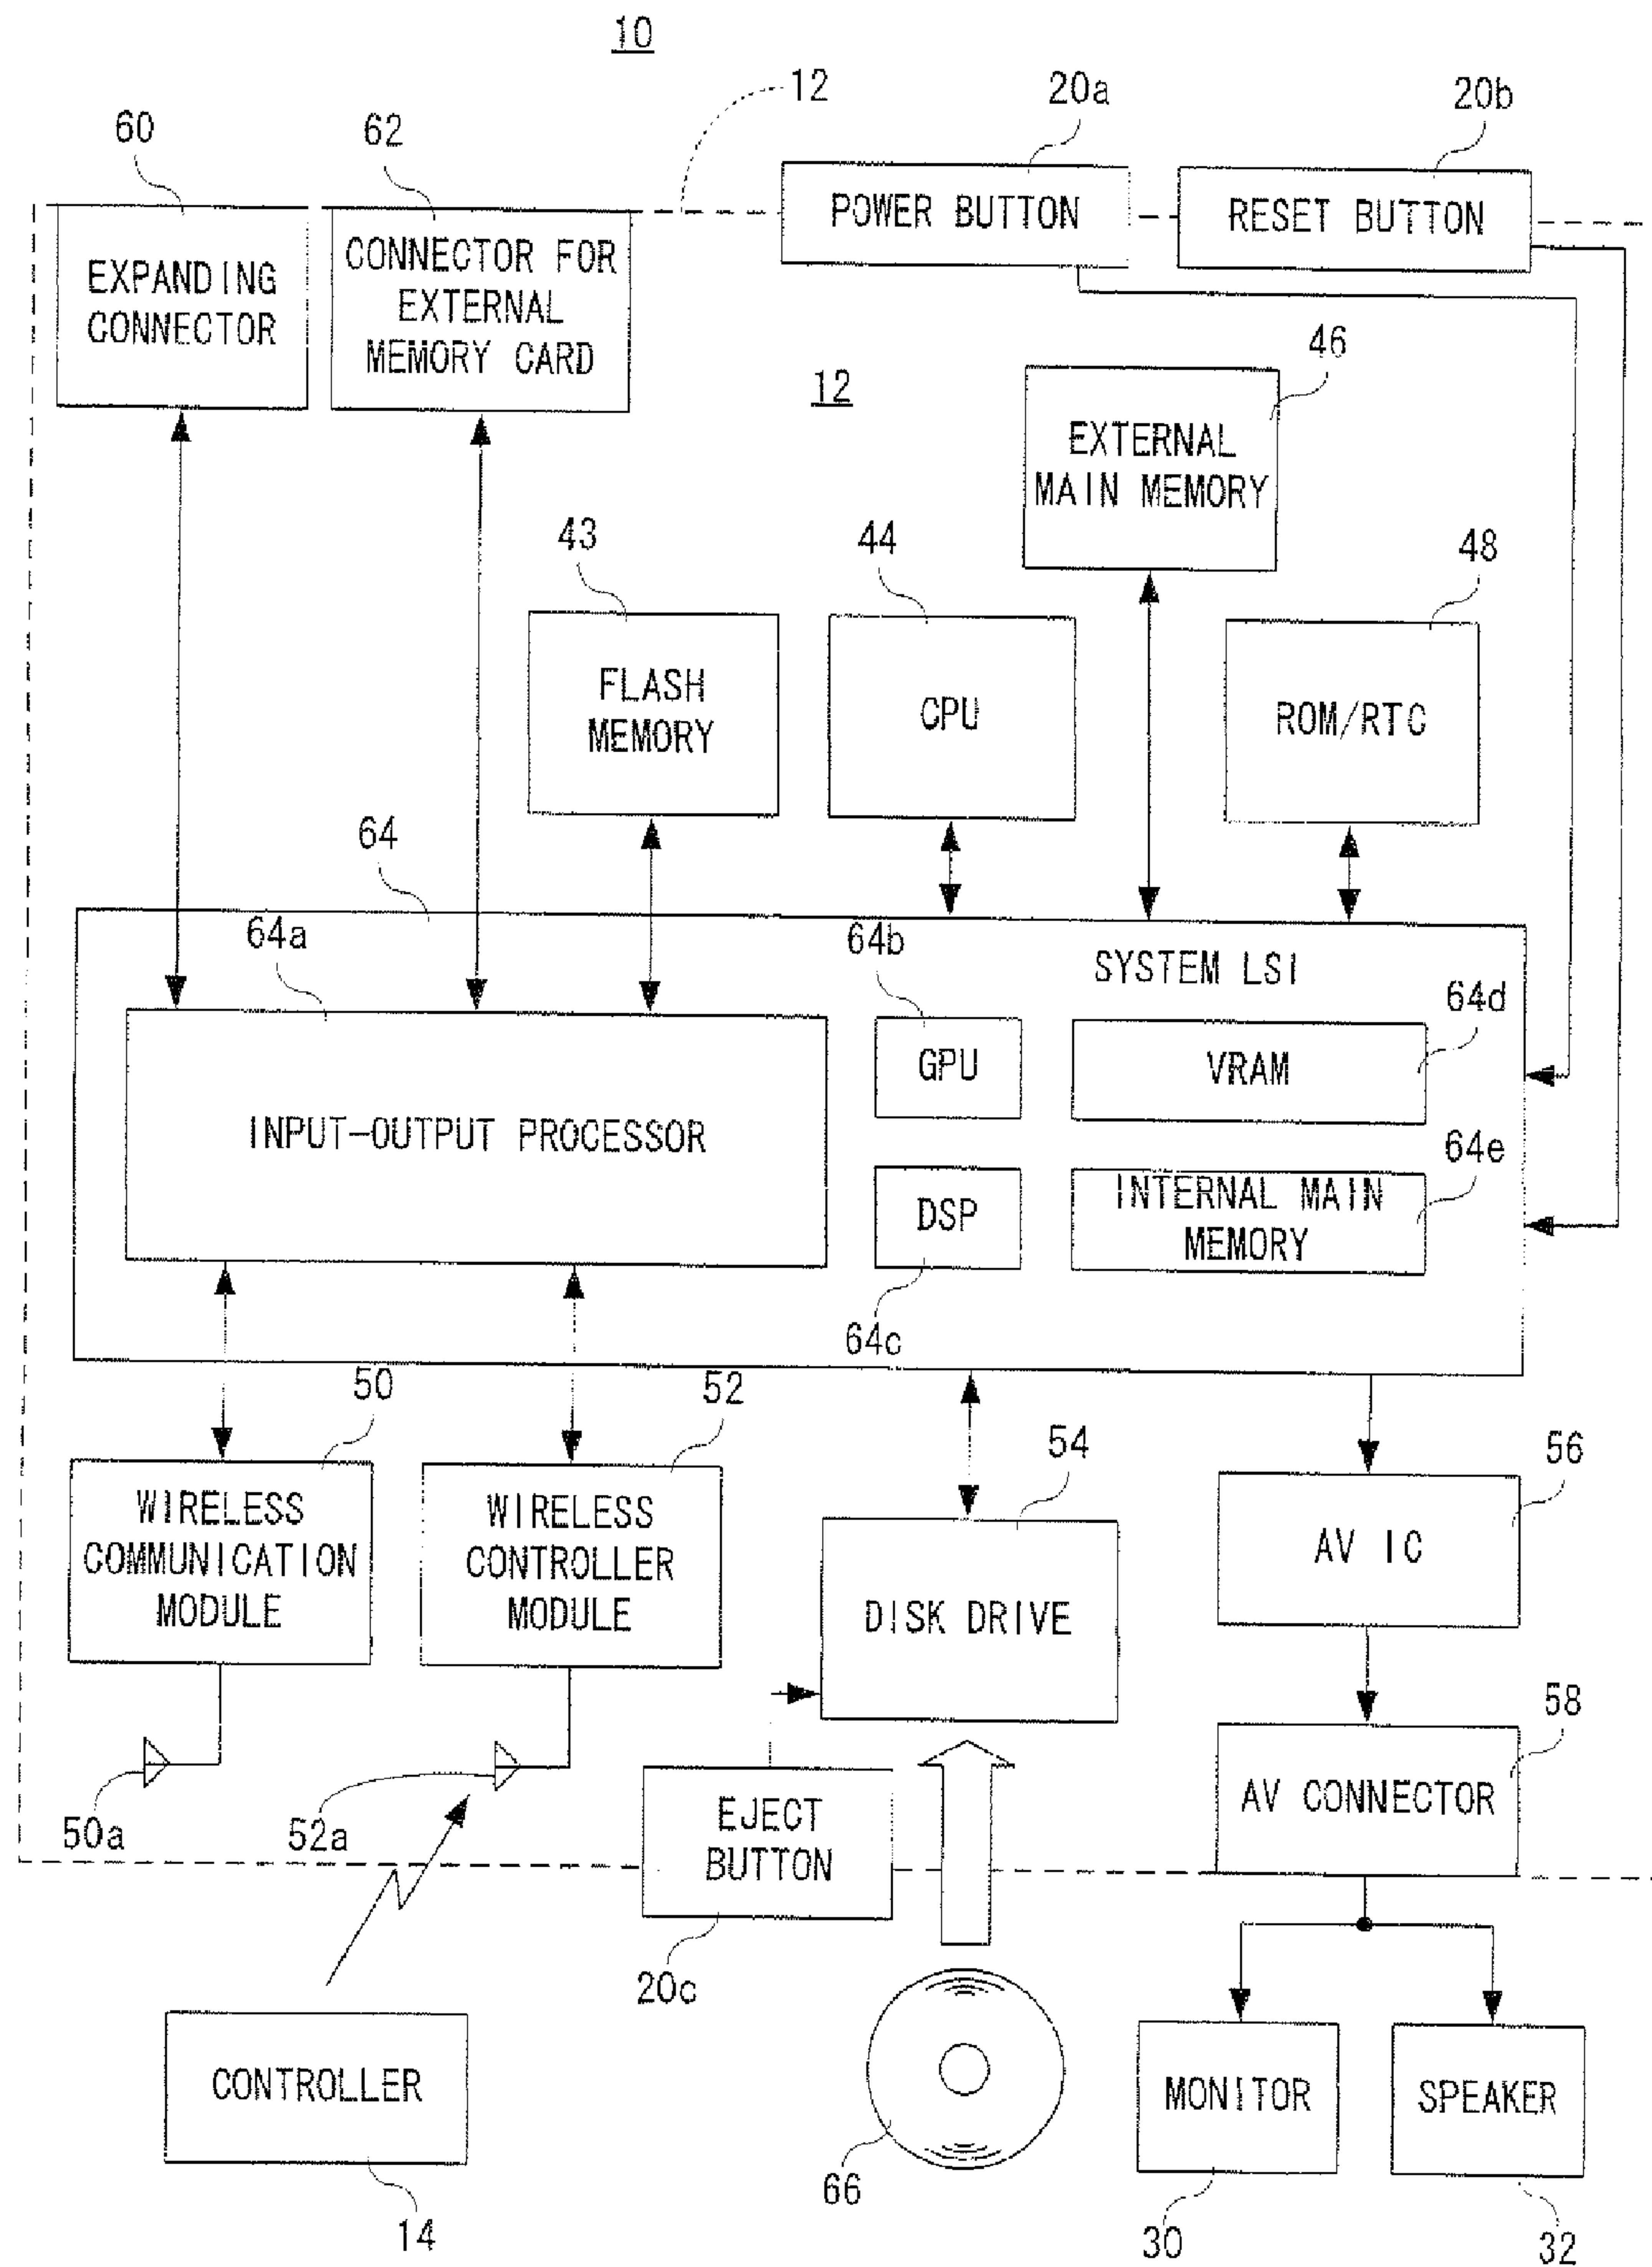 10
12
20a
20b
60
62
POWER BUTTON
RESET BUTTON
EXPANDING
CONNECTOR
CONNECTOR FOR
EXTERNAL
MEMORY CARD
12
46
EXTERNAL
MAIN MEMORY
43
44
48
FLASH
MEMORY
CPU
ROM/RTC
64
64a
64b
SYSTEM LSI
64d
GPU
VRAM
INPUT-OUTPUT PROCESSOR
64e
DSP
INTERNAL MAIN
MEMORY
64c
50
52
54
56
WIRELESS
COMMUNICATION
MODULE
WIRELESS
CONTROLLER
MODULE
DISK DRIVE
AV IC
58
50a
52a
EJECT
BUTTON
AV CONNECTOR
20c
CONTROLLER
MONITOR
SPEAKER
66
14
30
32